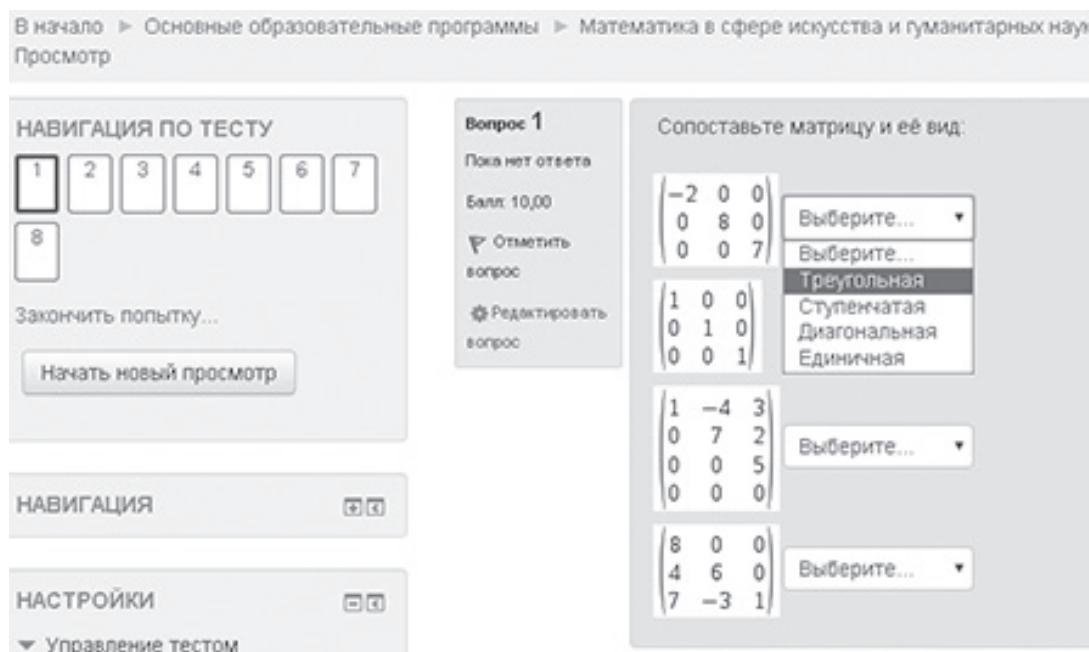 В начало ► Основные образовательные программы ► Математика в сфере искусства и гуманитарных наук
Просмотр
НАВИГАЦИЯ ПО ТЕСТУ
1 2 3 4 5 6 7
8
Закончить попытку...
Начать новый просмотр
НАВИГАЦИЯ
НАСТРОЙКИ
Управление тестом
Вопрос 1
Пока нет ответа
Балл: 10,00
Отметить
вопрос
Редактировать
вопрос
Сопоставьте матрицу и её вид:
−2 0 0
0 8 0
0 0 7
Выберите...
Выберите...
Треугольная
Ступенчатая
Диагональная
Единичная
1 0 0
0 1 0
0 0 1
1 −4 3
0 7 2
0 0 5
0 0 0
Выберите...
8 0 0
4 6 0
7 −3 1
Выберите...